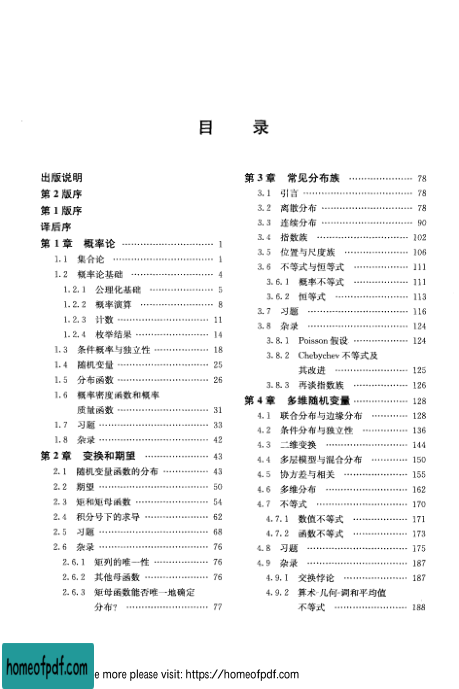 目 录
出版说明
第 2 版序
第 1 版序
译后序
第 1 章 概率论 ………………… 1
1.1 集合论 ………………… 1
1.2 概率论基础 ………………… 4
1.2.1 公理化基础 ………………… 5
1.2.2 概率演算 ………………… 8
1.2.3 计数 ………………… 11
1.2.4 枚举结果 ………………… 14
1.3 条件概率与独立性 ………………… 18
1.4 随机变量 ………………… 25
1.5 分布函数 ………………… 26
1.6 概率密度函数和概率
质量函数 ………………… 31
1.7 习题 ………………… 33
1.8 杂录 ………………… 42
第 2 章 变换和期望 ………………… 43
2.1 随机变量函数的分布 ………………… 43
2.2 期望 ………………… 50
2.3 矩和矩母函数 ………………… 54
2.4 积分号下的求导 ………………… 62
2.5 习题 ………………… 68
2.6 杂录 ………………… 76
2.6.1 矩列的唯一性 ………………… 76
2.6.2 其他母函数 ………………… 76
2.6.3 矩母函数能否唯一地确定
分布? ………………… 77
第 3 章 常见分布族 ………………… 78
3.1 引言 ………………… 78
3.2 离散分布 ………………… 78
3.3 连续分布 ………………… 90
3.4 指数族 ………………… 102
3.5 位置与尺度族 ………………… 106
3.6 不等式与恒等式 ………………… 111
3.6.1 概率不等式 ………………… 111
3.6.2 恒等式 ………………… 113
3.7 习题 ………………… 116
3.8 杂录 ………………… 124
3.8.1 Poisson 假设 ………………… 124
3.8.2 Chebychev 不等式及
其改进 ………………… 125
3.8.3 再谈指数族 ………………… 126
第 4 章 多维随机变量 ………………… 128
4.1 联合分布与边缘分布 ………………… 128
4.2 条件分布与独立性 ………………… 136
4.3 二维变换 ………………… 144
4.4 多层模型与混合分布 ………………… 150
4.5 协方差与相关 ………………… 155
4.6 多维分布 ………………… 162
4.7 不等式 ………………… 170
4.7.1 数值不等式 ………………… 171
4.7.2 函数不等式 ………………… 173
4.8 习题 ………………… 175
4.9 杂录 ………………… 187
4.9.1 交换悖论 ………………… 187
4.9.2 算术-几何-调和平均值
不等式 ………………… 188
homeofpdf.com
e more please visit: https://homeofpdf.com